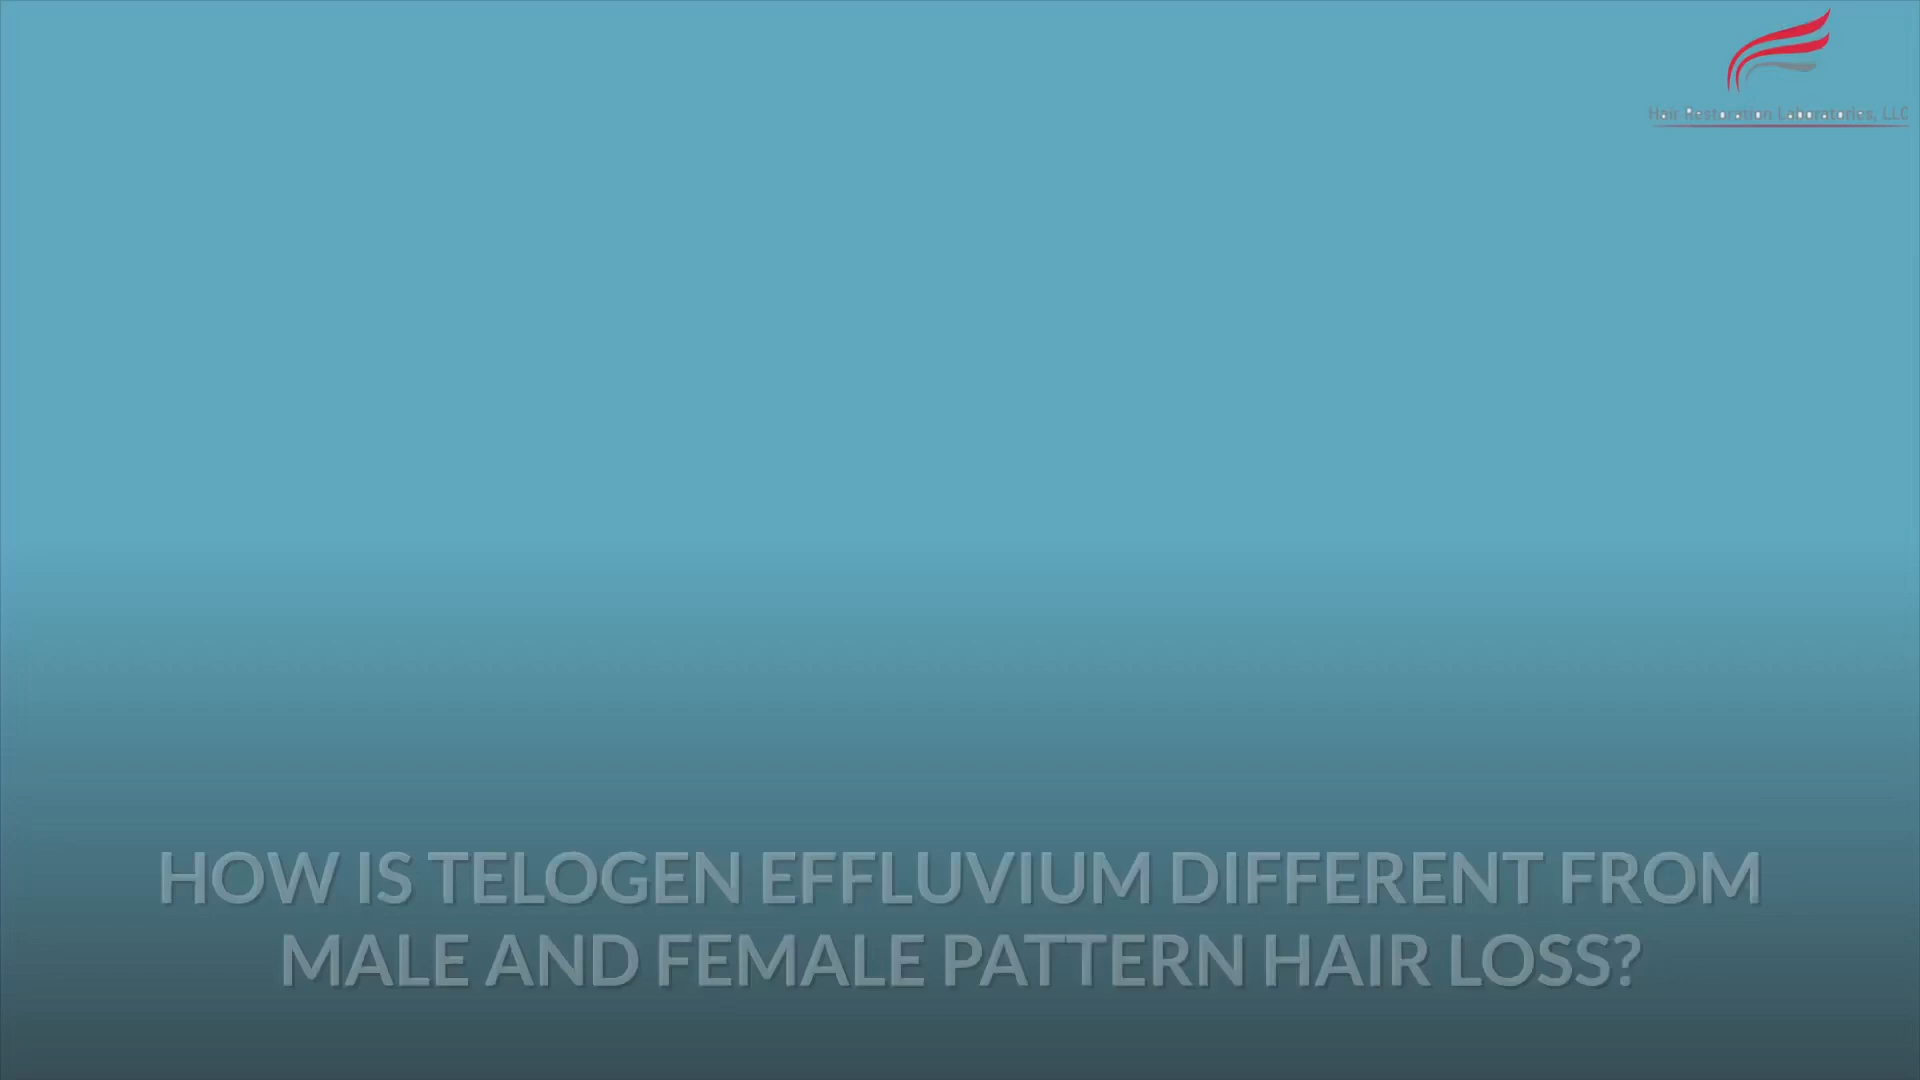 Hair Restoration Laboratories, LLC
HOW IS TELOGEN EFFLUVIUM DIFFERENT FROM
MALE AND FEMALE PATTERN HAIR LOSS?